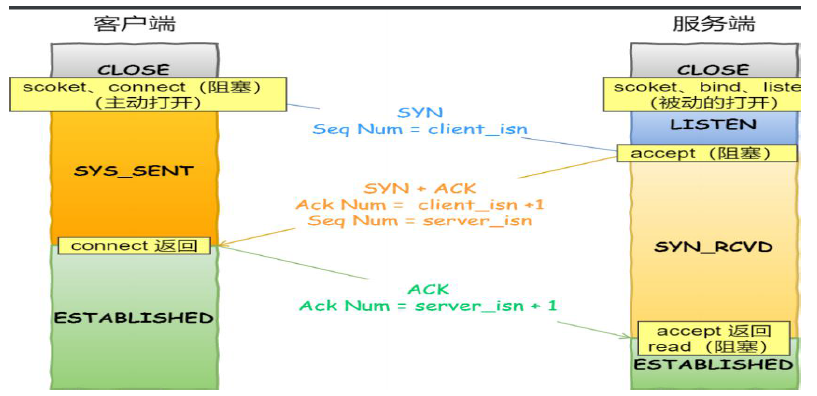 客户端
服务端
CLOSE
CLOSE
scoket、connect（阻塞）
（主动打开）
scoket、bind、liste
（被动的打开）
SYN
Seq Num = client_isn
LISTEN
accept（阻塞）
SYS_SENT
SYN + ACK
Ack Num = client_isn +1
Seq Num = server_isn
connect 返回
SYN_RCVD
ACK
Ack Num = server_isn + 1
ESTABLISHED
accept 返回
read（阻塞）
ESTABLISHED